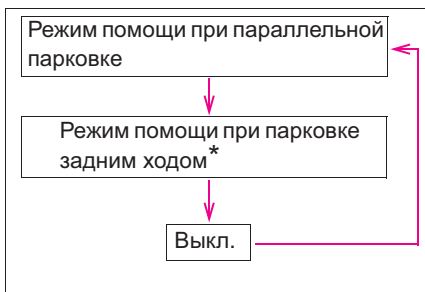 Режим помощи при параллельной
парковке
Режим помощи при парковке
задним ходом*
Выкл.